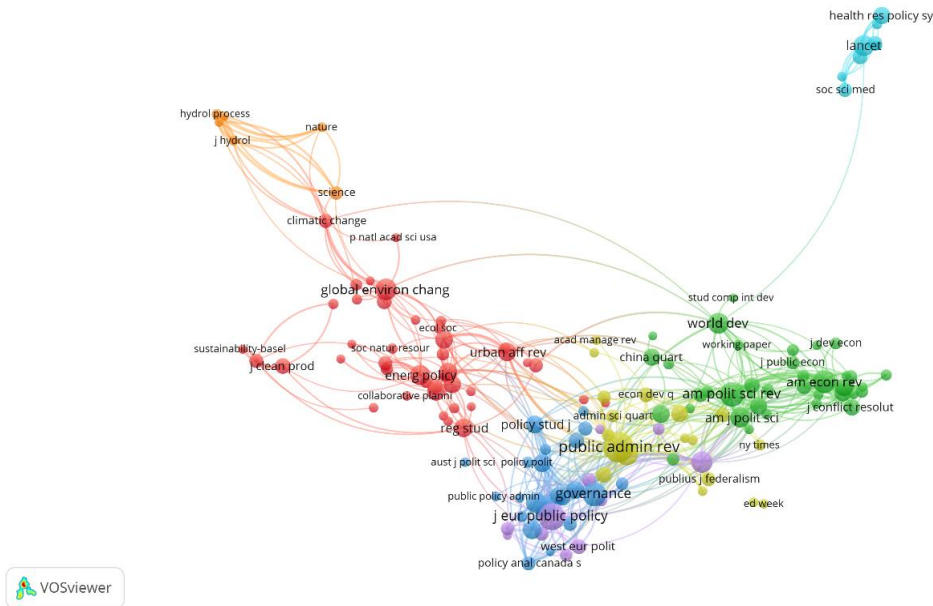 health res policy sy
lancet
soc sci med
hydrol process
j hydrol
nature
science
climatic change
p natl acad sci usa
global environ chang
stud comp int dev
world dev
ecol soc
acad manage rev
working paper
j dev econ
sustainability-basel
soc natur resour
urban aff rev
china quart
j public econ
j clean prod
energ policy
am econ rev
collaborative planni
econ dev q
am polit sci rev
j conflict resolut
reg stud
policy stud j
admin sci quart
am j polit sci
public admin rev
ny times
aust j polit sci
policy polit
publius j federalism
public policy admin
governance
ed week
j eur public policy
west eur polit
policy anal canada s
VOSviewer